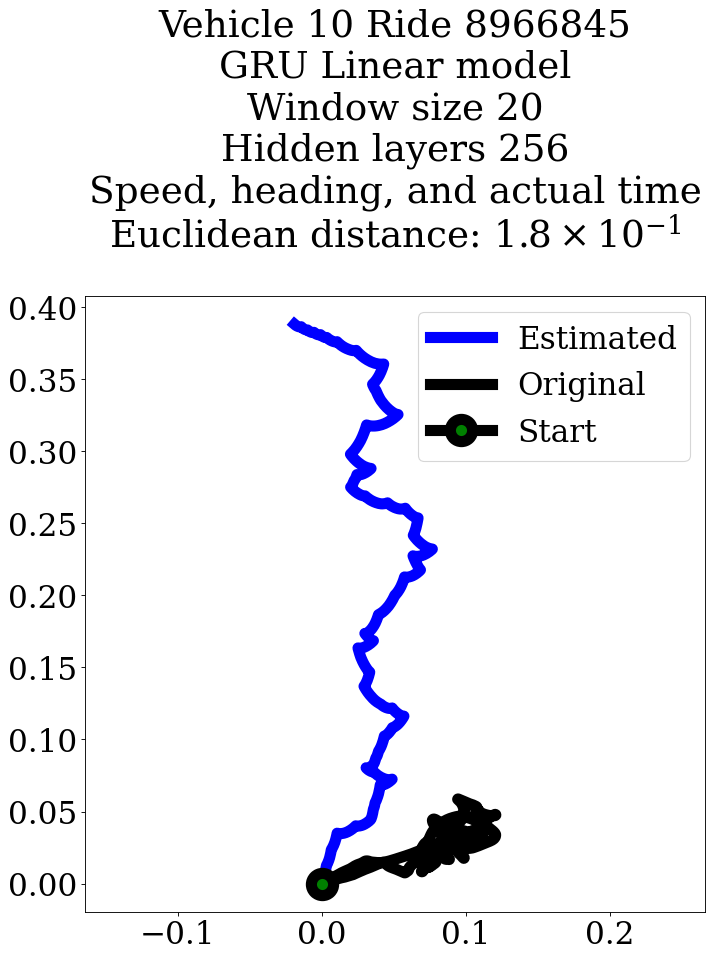 Vehicle 10 Ride 8966845
GRU Linear model
Window size 20
Hidden layers 256
Speed, heading, and actual time
Euclidean distance: 1.8 × 10⁻¹
Estimated
Original
Start
0.40
0.35
0.30
0.25
0.20
0.15
0.10
0.05
0.00
−0.1
0.0
0.1
0.2